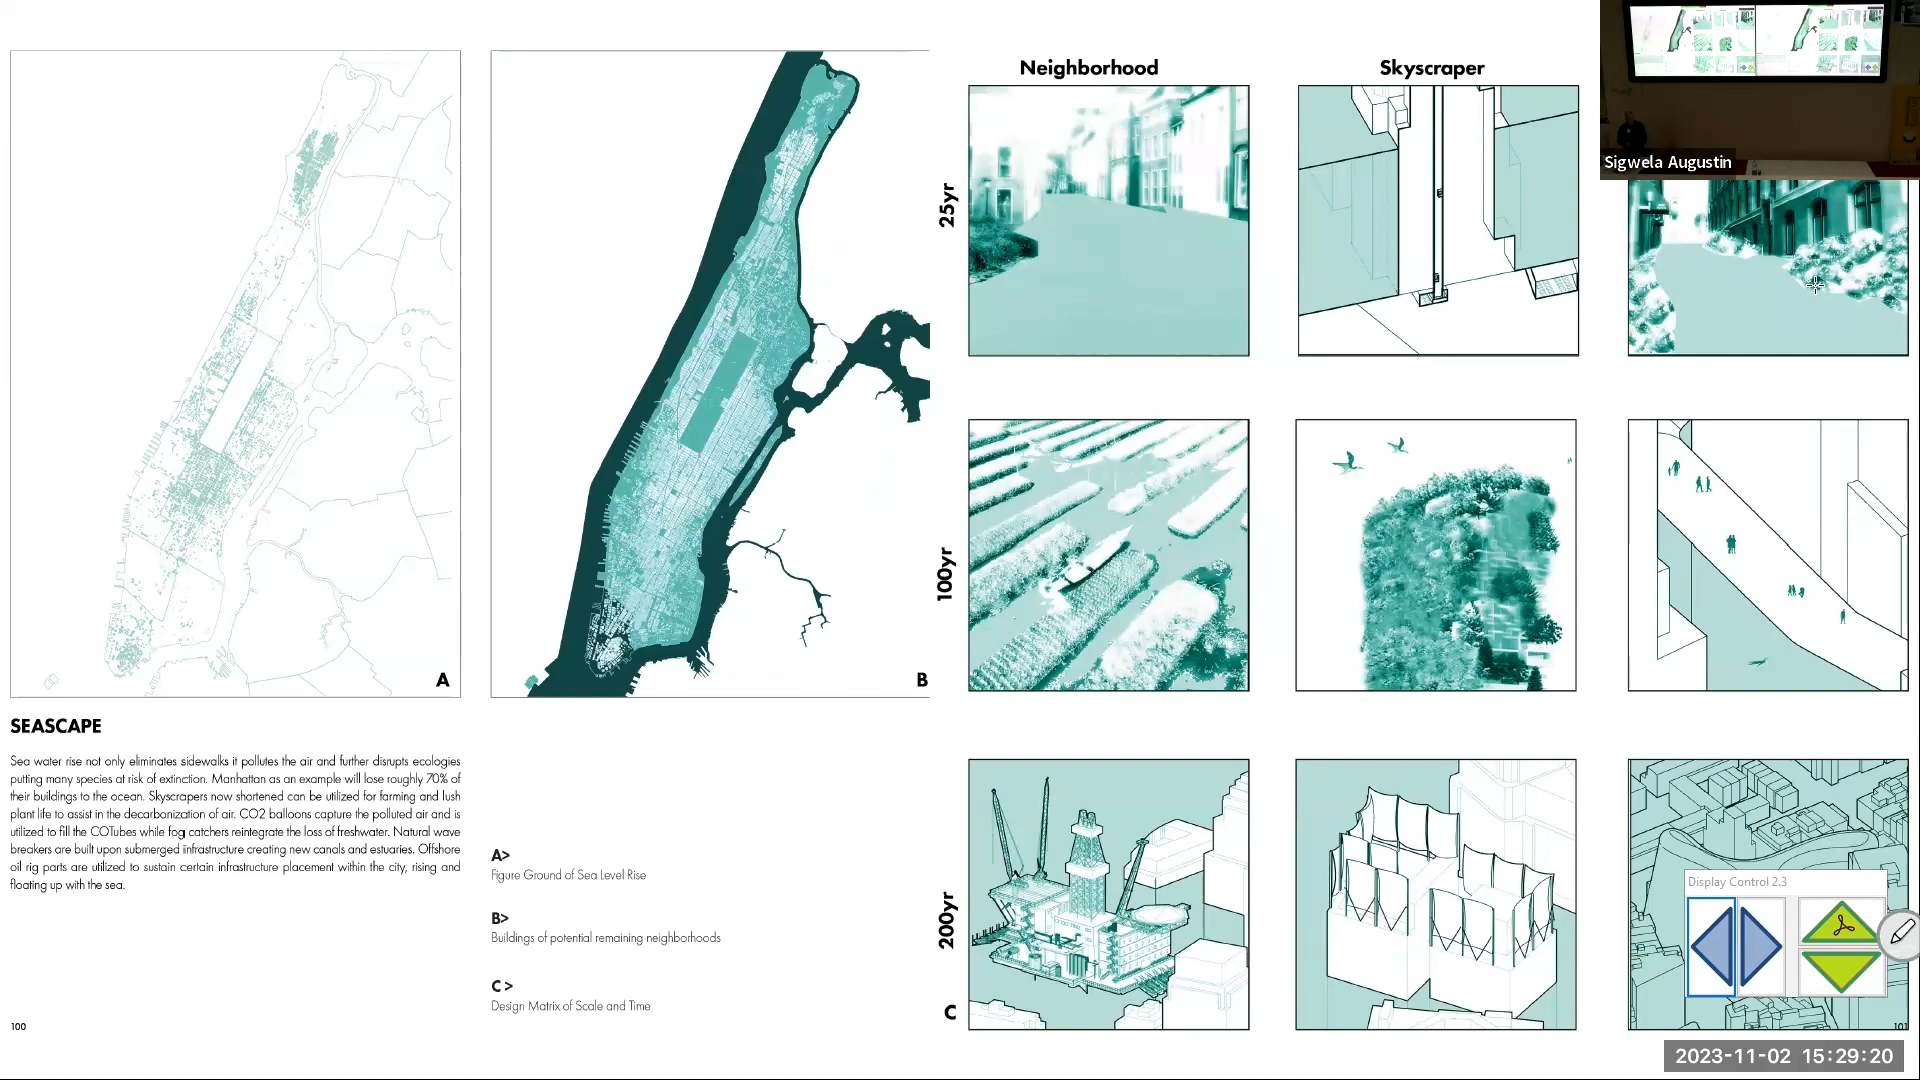 Neighborhood
Skyscraper
Sigwela Augustin
25yr
100yr
200yr
A
B
C
SEASCAPE
Sea water rise not only eliminates sidewalks it pollutes the air and further disrupts ecologies
putting many species at risk of extinction. Manhattan as an example will lose roughly 70% of
their buildings to the ocean. Skyscrapers now shortened can be utilized for farming and lush
plant life to assist in the decarbonization of air. CO2 balloons capture the polluted air and is
utilized to fill the COTubes while fog catchers reintegrate the loss of freshwater. Natural wave
breakers are built upon submerged infrastructure creating new canals and estuaries. Offshore
oil rig parts are utilized to sustain certain infrastructure placement within the city, rising and
floating up with the sea.
A>
Figure Ground of Sea Level Rise
B>
Buildings of potential remaining neighborhoods
C >
Design Matrix of Scale and Time
100
Display Control 2.3
101
2023-11-02 15:29:20